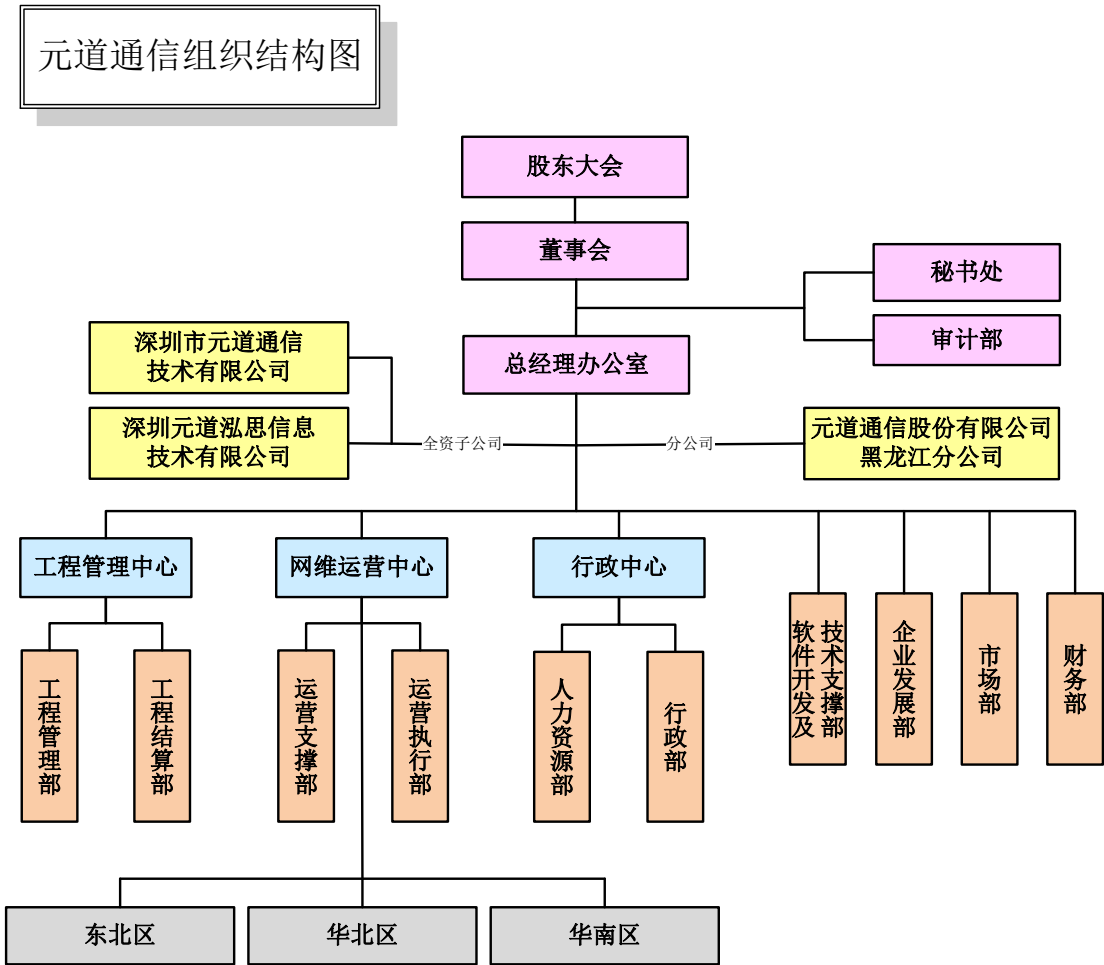 元道通信组织结构图
股东大会
董事会
秘书处
审计部
总经理办公室
深圳市元道通信
技术有限公司
深圳元道泓思信息
技术有限公司
全资子公司
分公司
元道通信股份有限公司
黑龙江分公司
工程管理中心
网维运营中心
行政中心
工程管理部
工程结算部
运营支撑部
运营执行部
人力资源部
行政部
软件开发及
技术支撑部
企业发展部
市场部
财务部
东北区
华北区
华南区